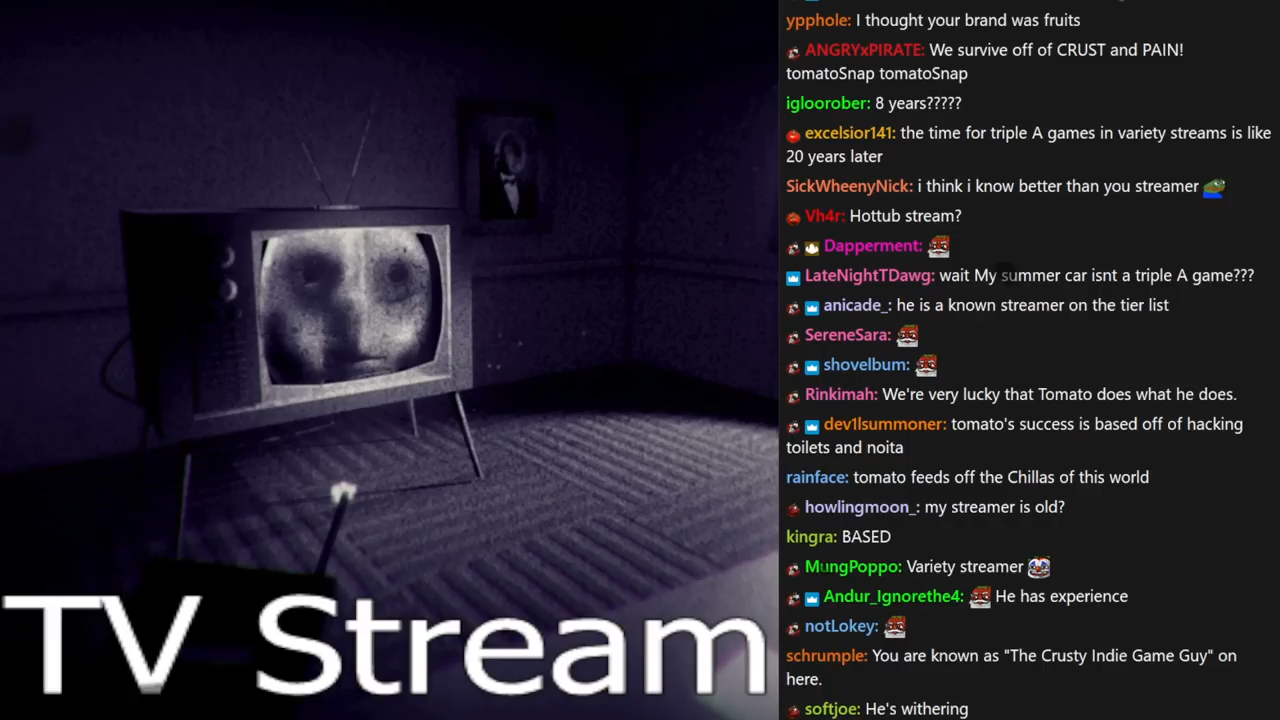 ypphole: I thought your brand was fruits
ANGRYxPIRATE: We survive off of CRUST and PAIN!
tomatoSnap tomatoSnap
igloorober: 8 years?????
excelsior141: the time for triple A games in variety streams is like
20 years later
SickWheenyNick: i think i know better than you streamer
Vh4r: Hottub stream?
Dapperment:
LateNightTDawg: wait My summer car isnt a triple A game???
anicade_: he is a known streamer on the tier list
SereneSara:
shovelbum:
Rinkimah: We're very lucky that Tomato does what he does.
dev1lsummoner: tomato's success is based off of hacking
toilets and noita
rainface: tomato feeds off the Chillas of this world
howlingmoon_: my streamer is old?
kingra: BASED
MungPoppo: Variety streamer
Andur_Ignorethe4: He has experience
notLokey:
schrumple: You are known as "The Crusty Indie Game Guy" on
here.
softjoe: He's withering
TV Stream